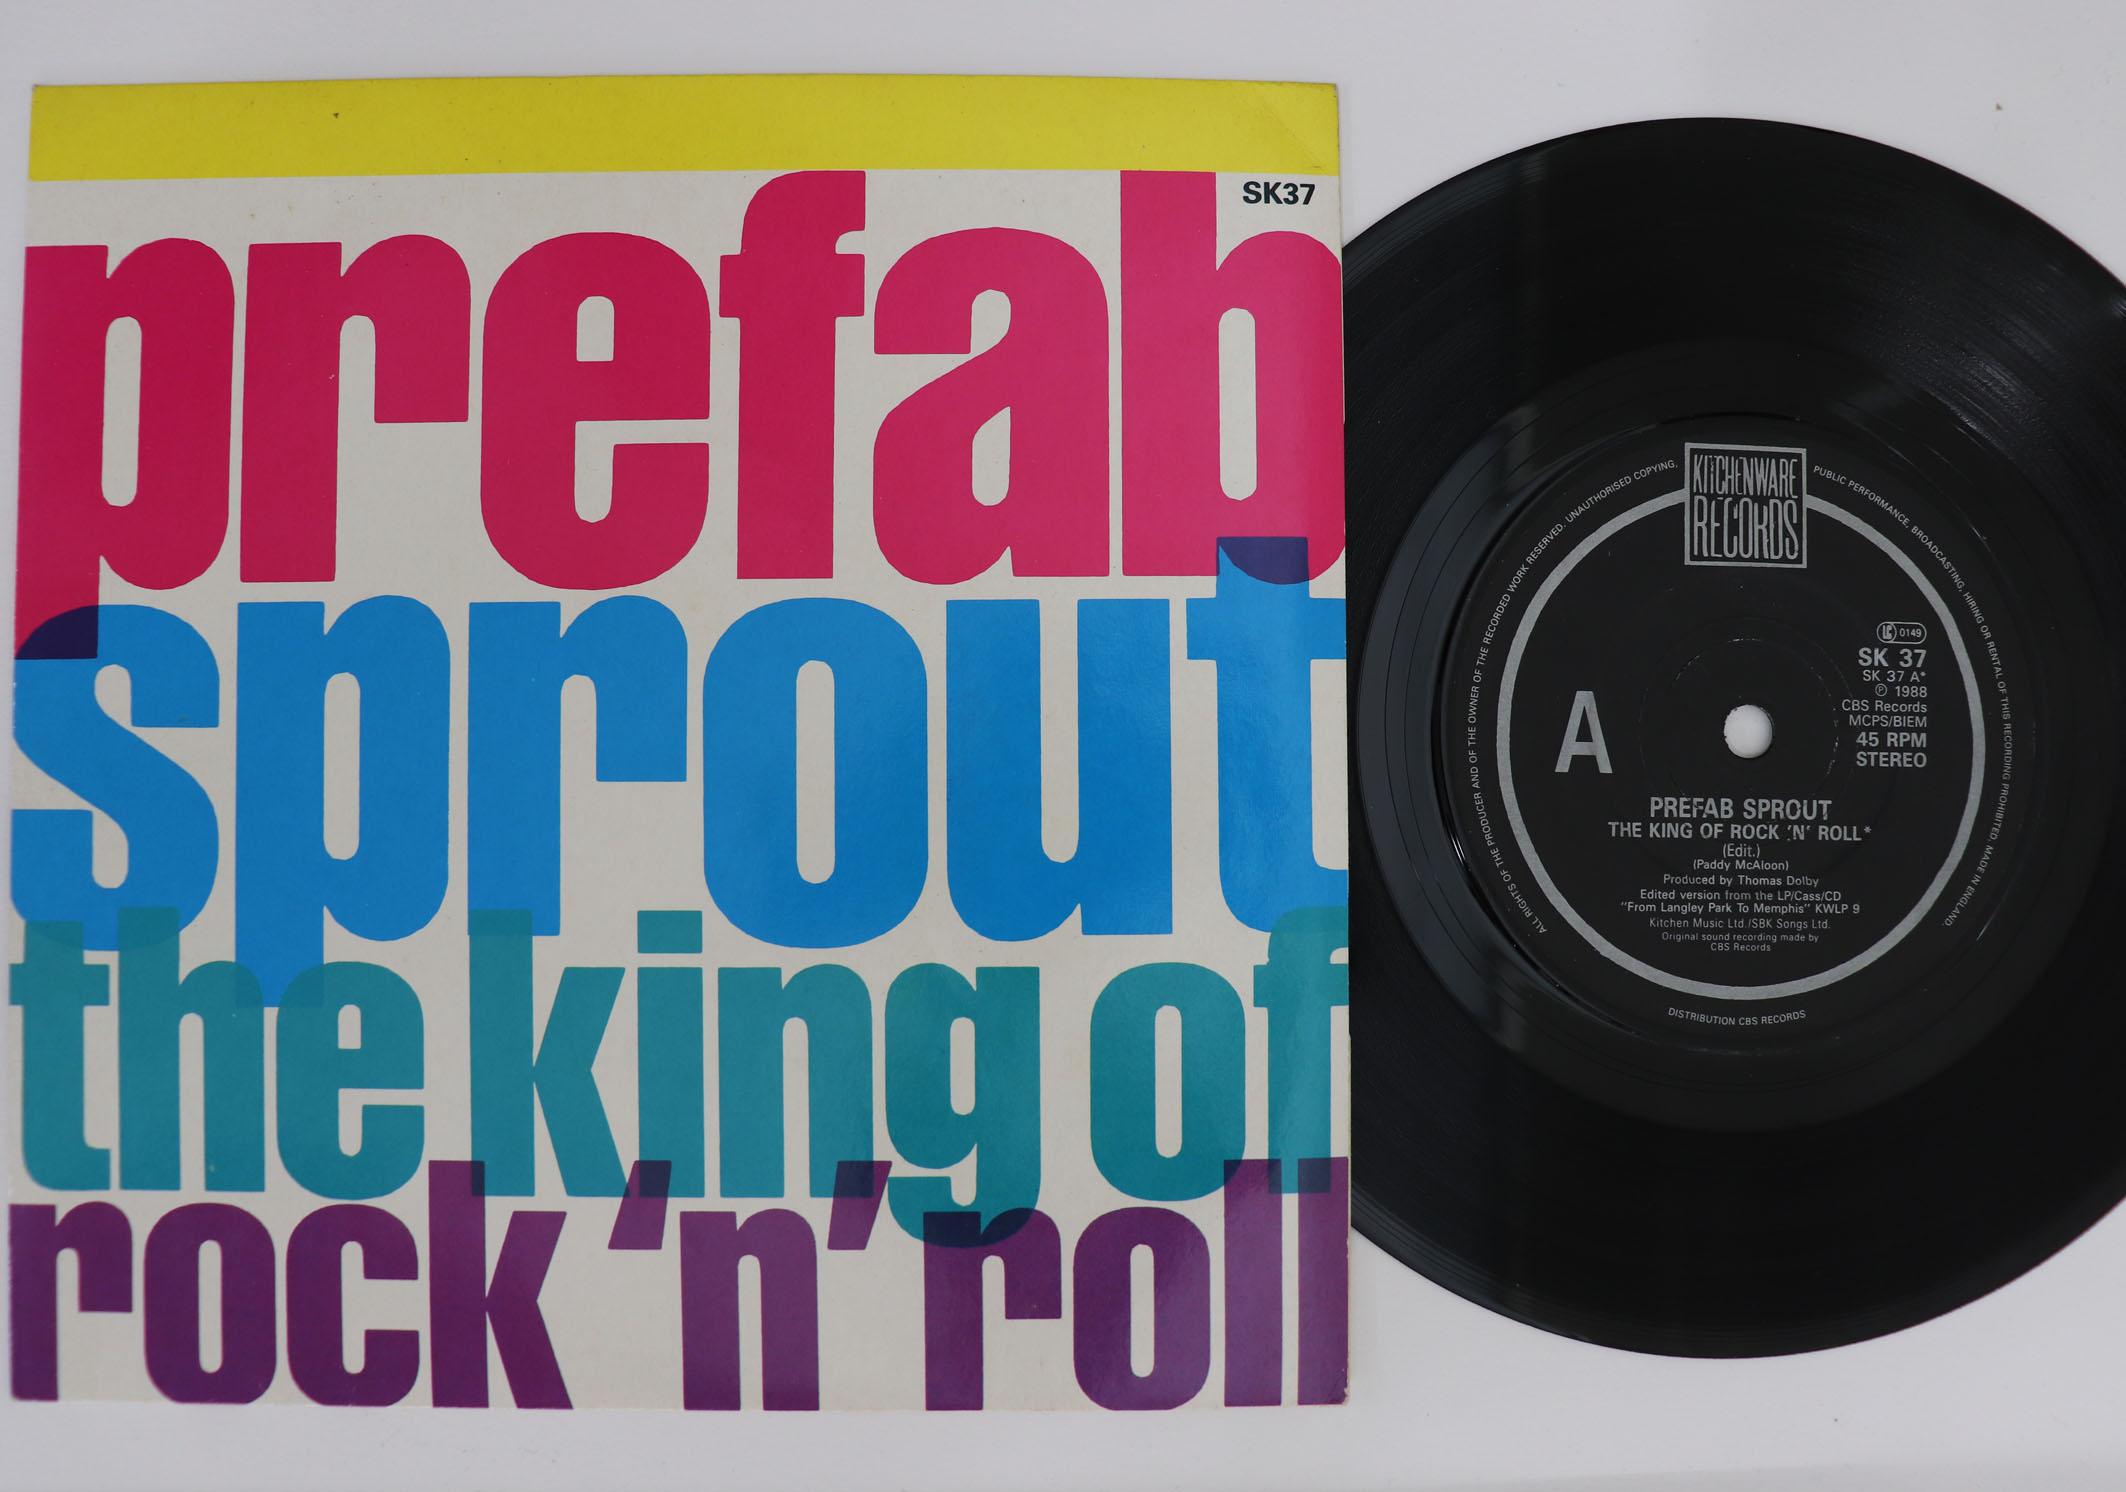 SK37
prefab
sprout
the king of
rock 'n' roll
KITCHENWARE
RECORDS
ALL RIGHTS OF THE PRODUCER AND OF THE OWNER OF THE RECORDED WORK RESERVED. UNAUTHORISED COPYING, PUBLIC PERFORMANCE, BROADCASTING, HIRING OR RENTAL OF THIS RECORDING PROHIBITED. MADE IN ENGLAND.
LC 0149
SK 37
SK 37 A*
℗ 1988
CBS Records
MCPS/BIEM
45 RPM
STEREO
A
PREFAB SPROUT
THE KING OF ROCK 'N' ROLL*
(Edit.)
(Paddy McAloon)
Produced by Thomas Dolby
Edited version from the LP/Cass/CD
"From Langley Park To Memphis" KWLP 9
Kitchen Music Ltd./SBK Songs Ltd.
Original sound recording made by
CBS Records
DISTRIBUTION CBS RECORDS